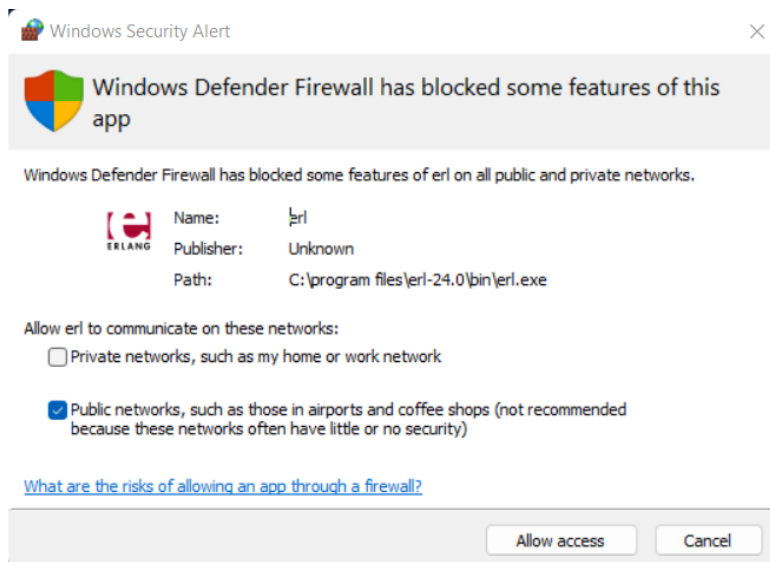 Windows Security Alert
Windows Defender Firewall has blocked some features of this
app
Windows Defender Firewall has blocked some features of erl on all public and private networks.
ERLANG
Name: erl
Publisher: Unknown
Path: C:\program files\erl-24.0\bin\erl.exe
Allow erl to communicate on these networks:
Private networks, such as my home or work network
Public networks, such as those in airports and coffee shops (not recommended
because these networks often have little or no security)
What are the risks of allowing an app through a firewall?
Allow access Cancel